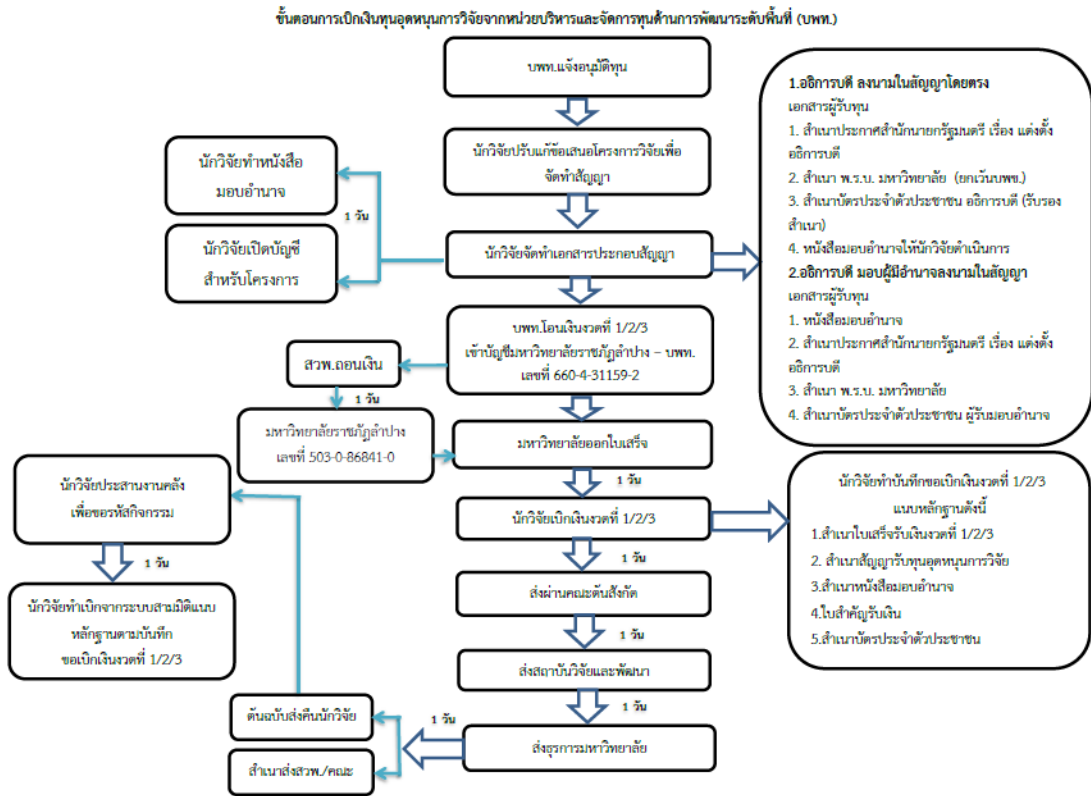 ขั้นตอนการเบิกเงินทุนอุดหนุนการวิจัยจากหน่วยบริหารและจัดการทุนด้านการพัฒนาระดับพื้นที่ (บพท.)
บพท.แจ้งอนุมัติทุน
นักวิจัยปรับแก้ข้อเสนอโครงการวิจัยเพื่อ
จัดทำสัญญา
นักวิจัยทำหนังสือ
มอบอำนาจ
1 วัน
นักวิจัยเปิดบัญชี
สำหรับโครงการ
นักวิจัยจัดทำเอกสารประกอบสัญญา
1.อธิการบดี ลงนามในสัญญาโดยตรง
เอกสารผู้รับทุน
1. สำเนาประกาศสำนักนายกรัฐมนตรี เรื่อง แต่งตั้ง
อธิการบดี
2. สำเนา พ.ร.บ. มหาวิทยาลัย (ยกเว้นบพข.)
3. สำเนาบัตรประจำตัวประชาชน อธิการบดี (รับรอง
สำเนา)
4. หนังสือมอบอำนาจให้นักวิจัยดำเนินการ
2.อธิการบดี มอบผู้มีอำนาจลงนามในสัญญา
เอกสารผู้รับทุน
1. หนังสือมอบอำนาจ
2. สำเนาประกาศสำนักนายกรัฐมนตรี เรื่อง แต่งตั้ง
อธิการบดี
3. สำเนา พ.ร.บ. มหาวิทยาลัย
4. สำเนาบัตรประจำตัวประชาชน ผู้รับมอบอำนาจ
บพท.โอนเงินงวดที่ 1/2/3
เข้าบัญชีมหาวิทยาลัยราชภัฏลำปาง – บพท.
เลขที่ 660-4-31159-2
สวพ.ถอนเงิน
1 วัน
มหาวิทยาลัยราชภัฏลำปาง
เลขที่ 503-0-86841-0
มหาวิทยาลัยออกใบเสร็จ
1 วัน
นักวิจัยเบิกเงินงวดที่ 1/2/3
นักวิจัยทำบันทึกขอเบิกเงินงวดที่ 1/2/3
แนบหลักฐานดังนี้
1.สำเนาใบเสร็จรับเงินงวดที่ 1/2/3
2. สำเนาสัญญารับทุนอุดหนุนการวิจัย
3.สำเนาหนังสือมอบอำนาจ
4.ใบสำคัญรับเงิน
5.สำเนาบัตรประจำตัวประชาชน
1 วัน
ส่งผ่านคณะต้นสังกัด
1 วัน
ส่งสถาบันวิจัยและพัฒนา
1 วัน
ส่งธุรการมหาวิทยาลัย
1 วัน
ต้นฉบับส่งคืนนักวิจัย
สำเนาส่งสวพ./คณะ
นักวิจัยประสานงานคลัง
เพื่อขอรหัสกิจกรรม
1 วัน
นักวิจัยทำเบิกจากระบบสามมิติแนบ
หลักฐานตามบันทึก
ขอเบิกเงินงวดที่ 1/2/3